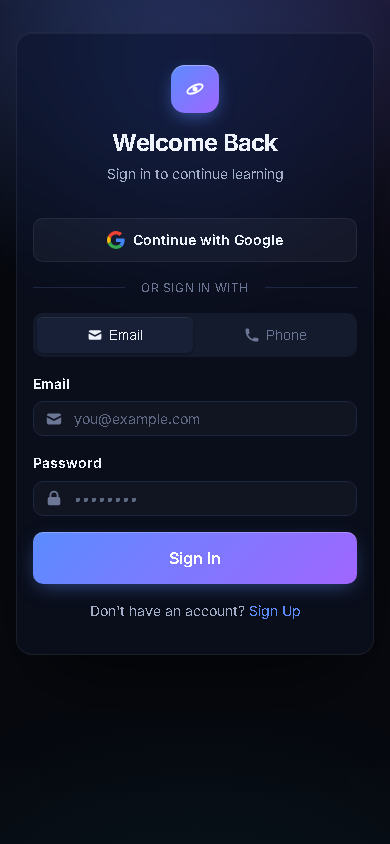 Welcome Back
Sign in to continue learning
Continue with Google
OR SIGN IN WITH
Email
Phone
Email
you@example.com
Password
••••••••
Sign In
Don't have an account? Sign Up